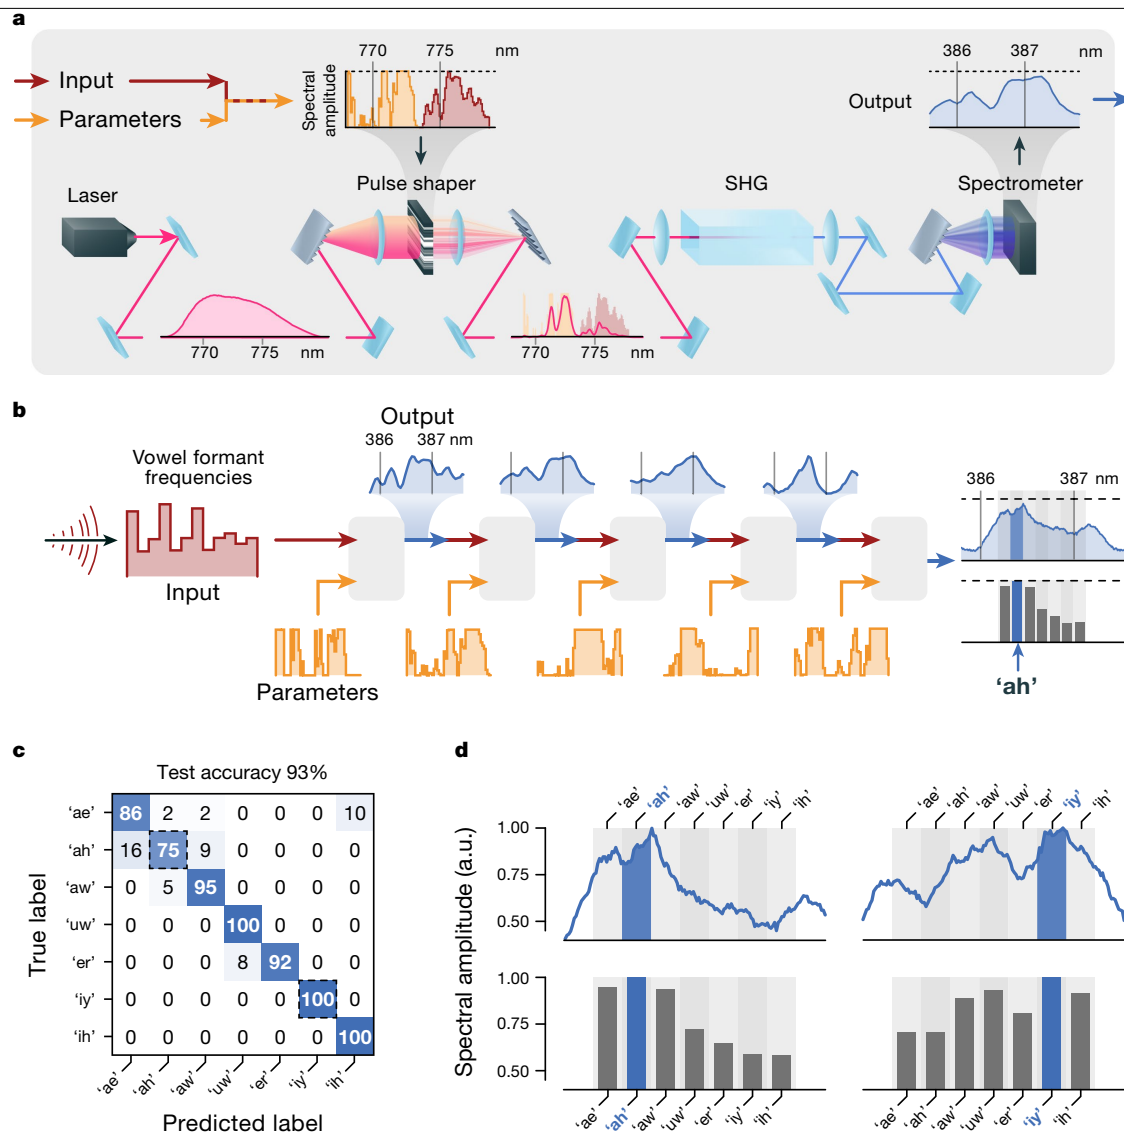 a
Input
Parameters
Spectral
amplitude
770 775 nm
Pulse shaper
Laser
770 775 nm
770 775 nm
SHG
Output
386 387 nm
Spectrometer
b
Vowel formant
frequencies
Input
Output
386 387 nm
Parameters
386 387 nm
‘ah’
c
Test accuracy 93%
True label
‘ae’ 86 2 2 0 0 0 10
‘ah’ 16 75 9 0 0 0 0
‘aw’ 0 5 95 0 0 0 0
‘uw’ 0 0 0 100 0 0 0
‘er’ 0 0 0 8 92 0 0
‘iy’ 0 0 0 0 0 100 0
‘ih’ 0 0 0 0 0 0 100
‘ae’ ‘ah’ ‘aw’ ‘uw’ ‘er’ ‘iy’ ‘ih’
Predicted label
d
Spectral amplitude (a.u.)
‘ae’ ‘ah’ ‘aw’ ‘uw’ ‘er’ ‘iy’ ‘ih’
1.00
0.75
0.50
‘ae’ ‘ah’ ‘aw’ ‘uw’ ‘er’ ‘iy’ ‘ih’
1.00
0.75
0.50
‘ae’ ‘ah’ ‘aw’ ‘uw’ ‘er’ ‘iy’ ‘ih’
‘ae’ ‘ah’ ‘aw’ ‘uw’ ‘er’ ‘iy’ ‘ih’